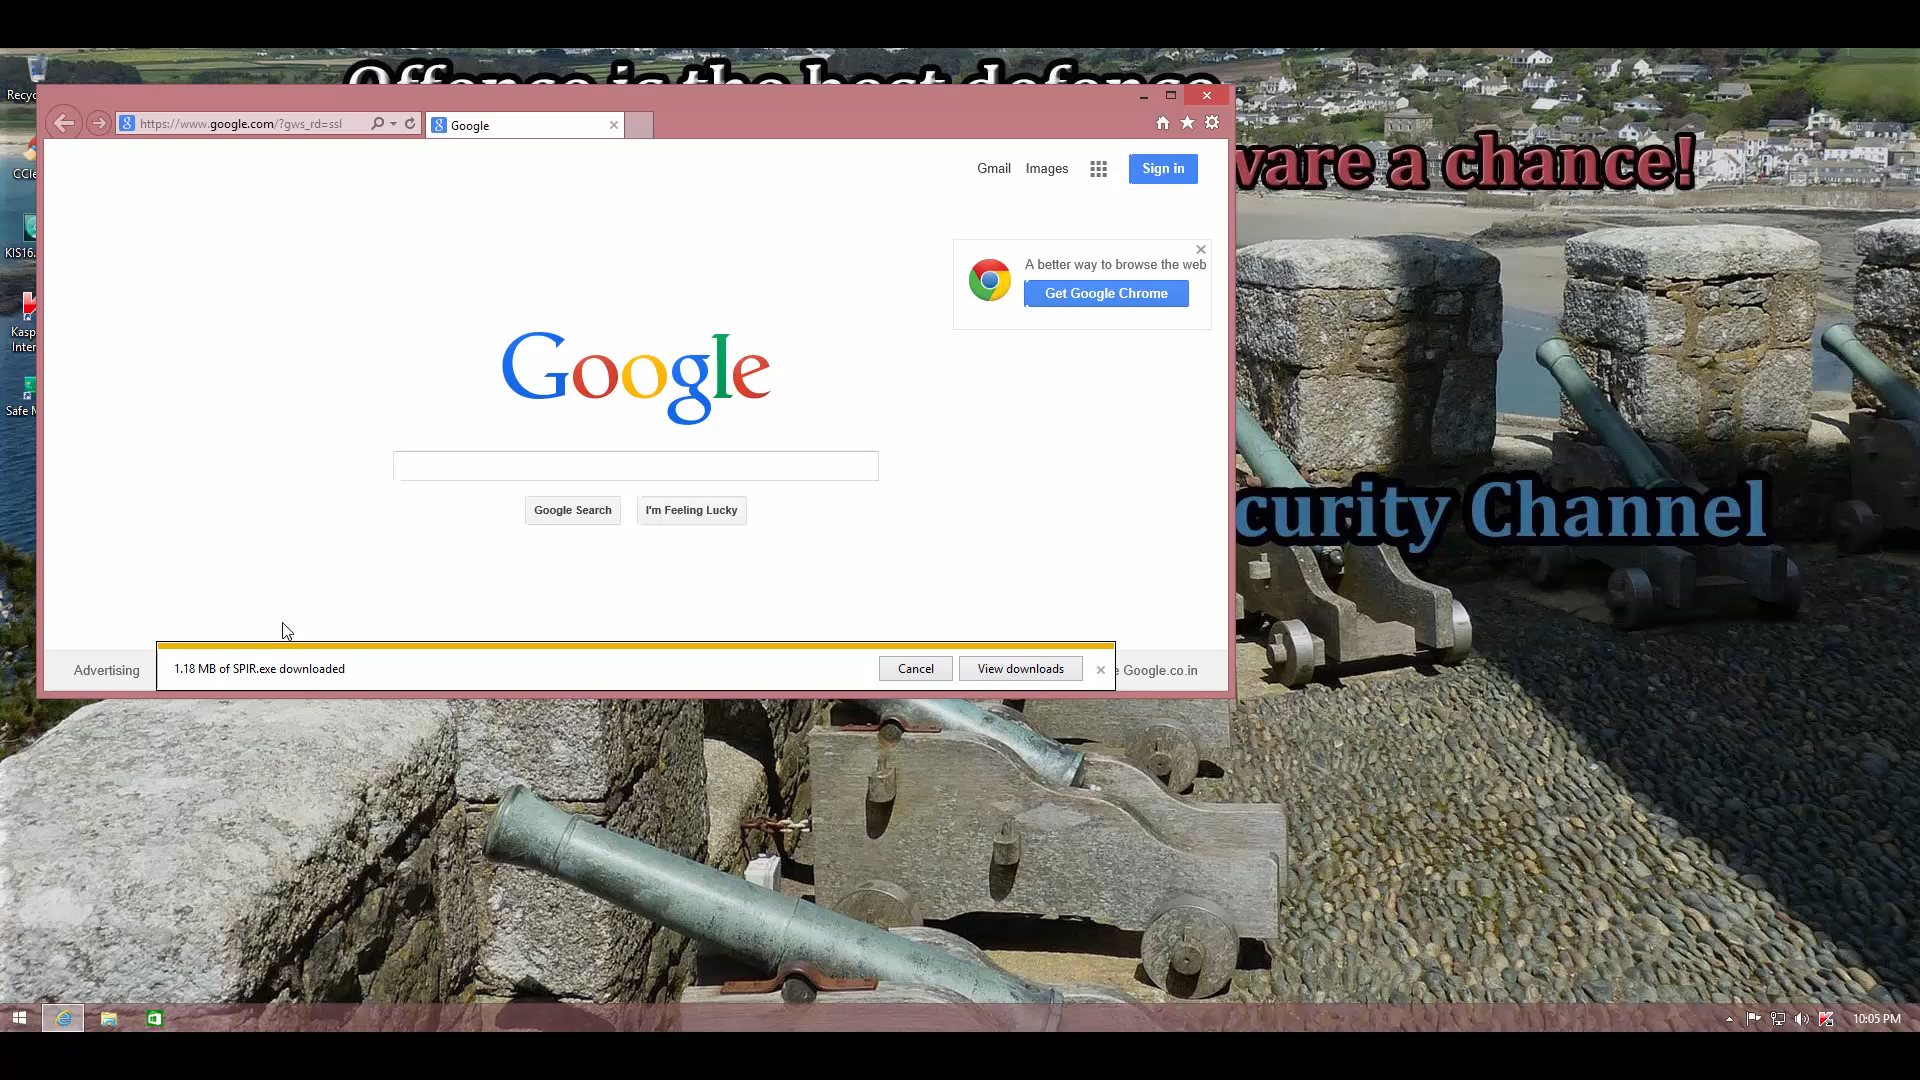 Offense is the best defense
Recyc
https://www.google.com/?gws_rd=ssl
Google
ware a chance!
CCle
Gmail
Images
Sign in
KIS16.
A better way to browse the web
Get Google Chrome
Kasp
Inter
Google
Safe M
Google Search
I'm Feeling Lucky
curity Channel
Advertising
1.18 MB of SPIR.exe downloaded
Cancel
View downloads
e Google.co.in
10:05 PM